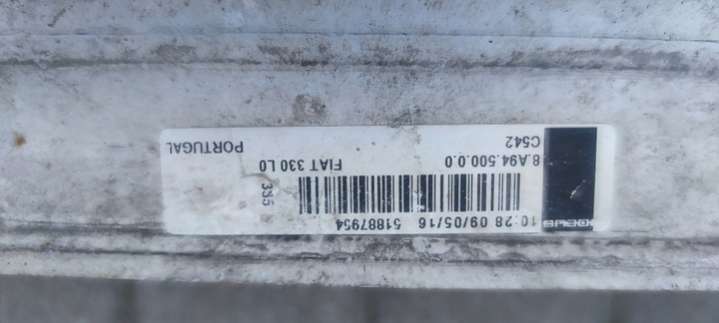 10:28 09/05/16 51887954
335
8.A94.500.0.0 FIAT 330 L0
C542 PORTUGAL